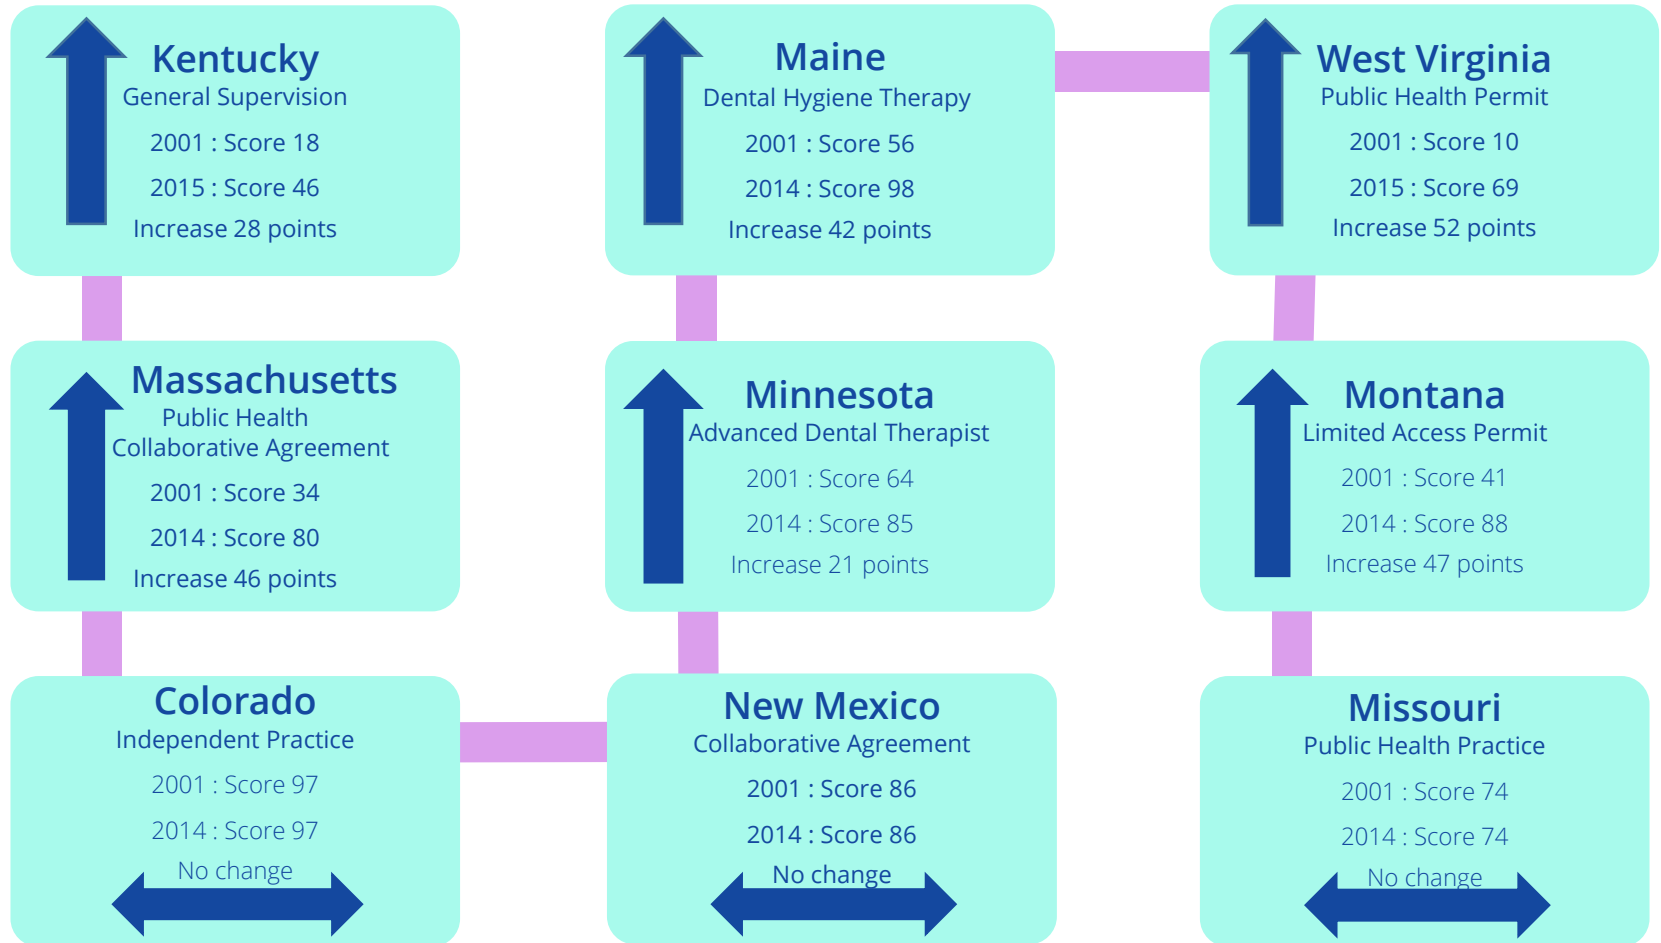 Kentucky
General Supervision
2001 : Score 18
2015 : Score 46
Increase 28 points
Maine
Dental Hygiene Therapy
2001 : Score 56
2014 : Score 98
Increase 42 points
West Virginia
Public Health Permit
2001 : Score 10
2015 : Score 69
Increase 52 points
Massachusetts
Public Health
Collaborative Agreement
2001 : Score 34
2014 : Score 80
Increase 46 points
Minnesota
Advanced Dental Therapist
2001 : Score 64
2014 : Score 85
Increase 21 points
Montana
Limited Access Permit
2001 : Score 41
2014 : Score 88
Increase 47 points
Colorado
Independent Practice
2001 : Score 97
2014 : Score 97
No change
New Mexico
Collaborative Agreement
2001 : Score 86
2014 : Score 86
No change
Missouri
Public Health Practice
2001 : Score 74
2014 : Score 74
No change